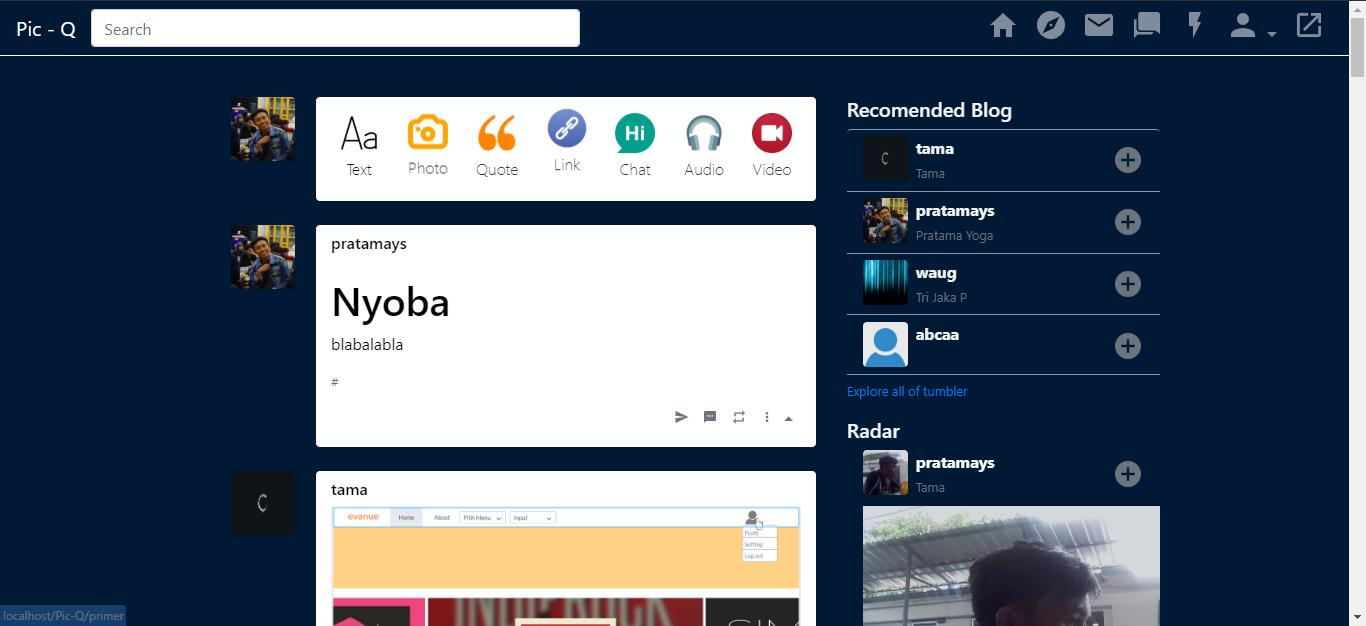 Pic - Q
Search
Aa
Text
Photo
Quote
Link
Hi
Chat
Audio
Video
pratamays
Nyoba
blabalabla
#
tama
evanue
Home
About
Pilih Menu
Input
Profil
Setting
Log out
Recomended Blog
C
tama
Tama
pratamays
Pratama Yoga
waug
Tri Jaka P
abcaa
Explore all of tumbler
Radar
pratamays
Tama
localhost/Pic-Q/primer